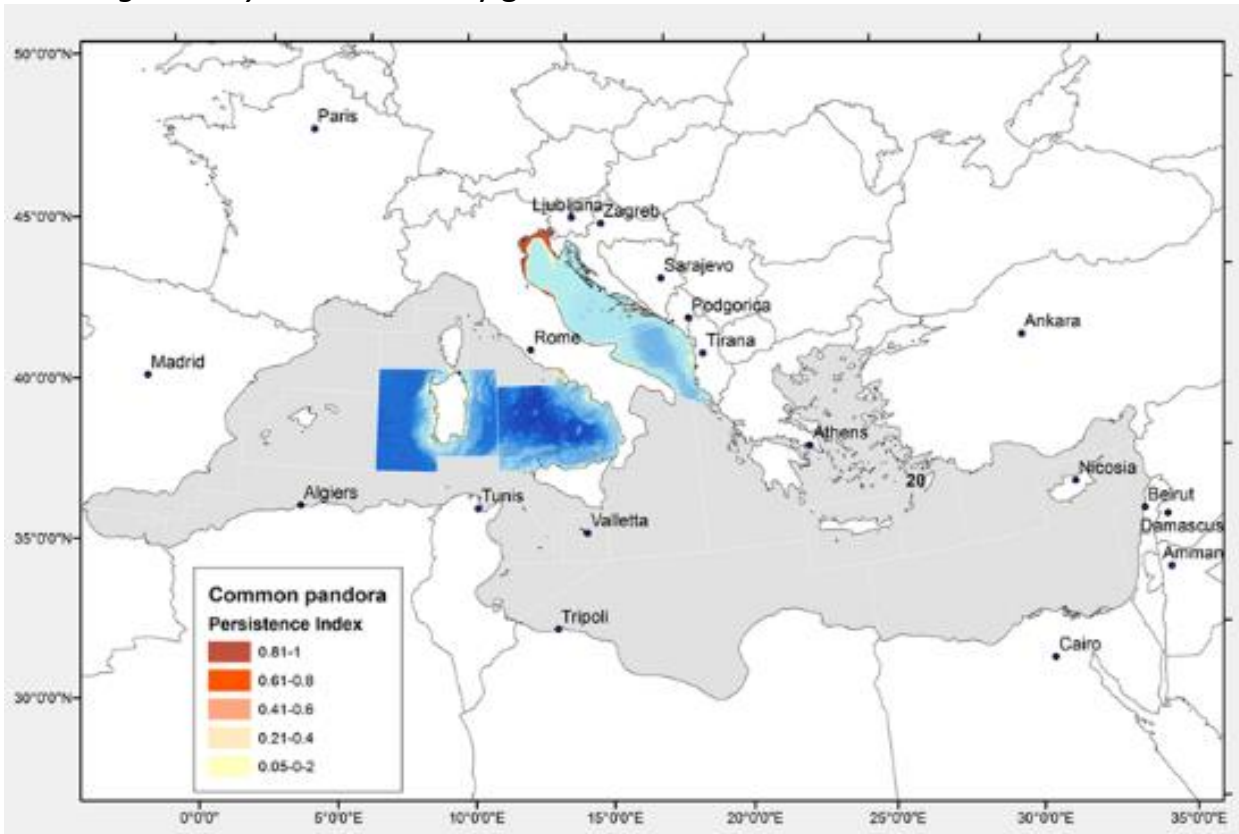 50°0'0"N
Paris
45°0'0"N
Ljubljana
Zagreb
Sarajevo
Podgorica
Rome
Tirana
Ankara
Madrid
40°0'0"N
Athens
20
Nicosia
Algiers
Tunis
Beirut
Valletta
Damascus
35°0'0"N
Amman
Common pandora
Persistence Index
Tripoli
0.81-1
Cairo
0.61-0.8
30°0'0"N
0.41-0.6
0.21-0.4
0.05-0.2
0°0'0"
5°0'0"E
10°0'0"E
15°0'0"E
20°0'0"E
25°0'0"E
30°0'0"E
35°0'0"E